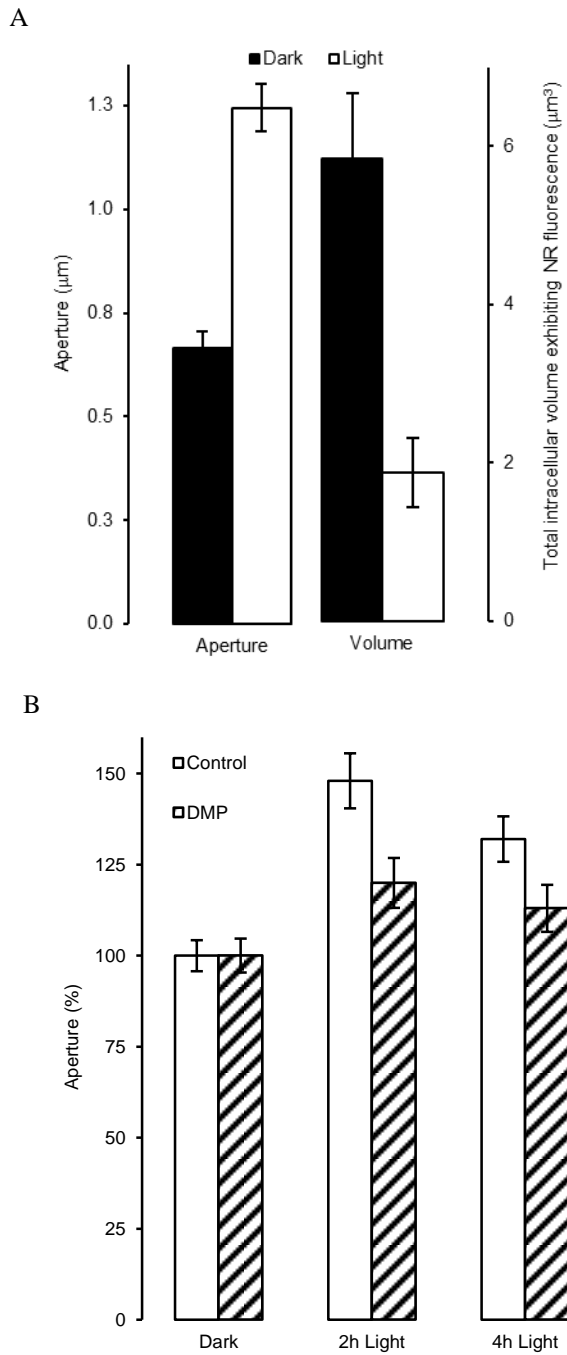 A
Dark Light
1.3
1.0
0.8
0.5
0.3
0.0
Aperture (µm)
6
4
2
0
Total intracellular volume exhibiting NR fluorescence (µm³)
Aperture Volume
B
Control
DMP
150
125
100
75
50
25
0
Aperture (%)
Dark 2h Light 4h Light